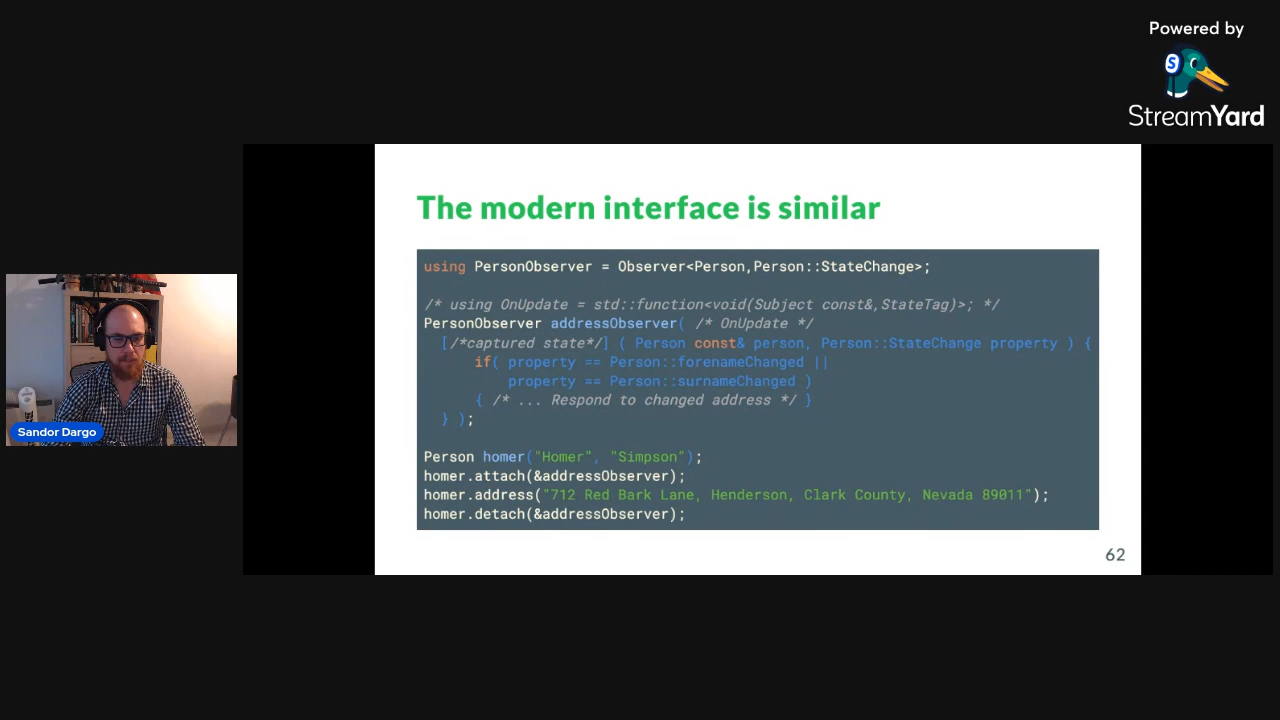 Powered by
StreamYard
The modern interface is similar
using PersonObserver = Observer<Person,Person::StateChange>;
/* using OnUpdate = std::function<void(Subject const&,StateTag)>; */
PersonObserver addressObserver( /* OnUpdate */
[/*captured state*/] ( Person const& person, Person::StateChange property ) {
if( property == Person::forenameChanged ||
property == Person::surnameChanged )
{ /* ... Respond to changed address */ }
} );
Person homer("Homer", "Simpson");
homer.attach(&addressObserver);
homer.address("712 Red Bark Lane, Henderson, Clark County, Nevada 89011");
homer.detach(&addressObserver);
62
Sandor Dargo